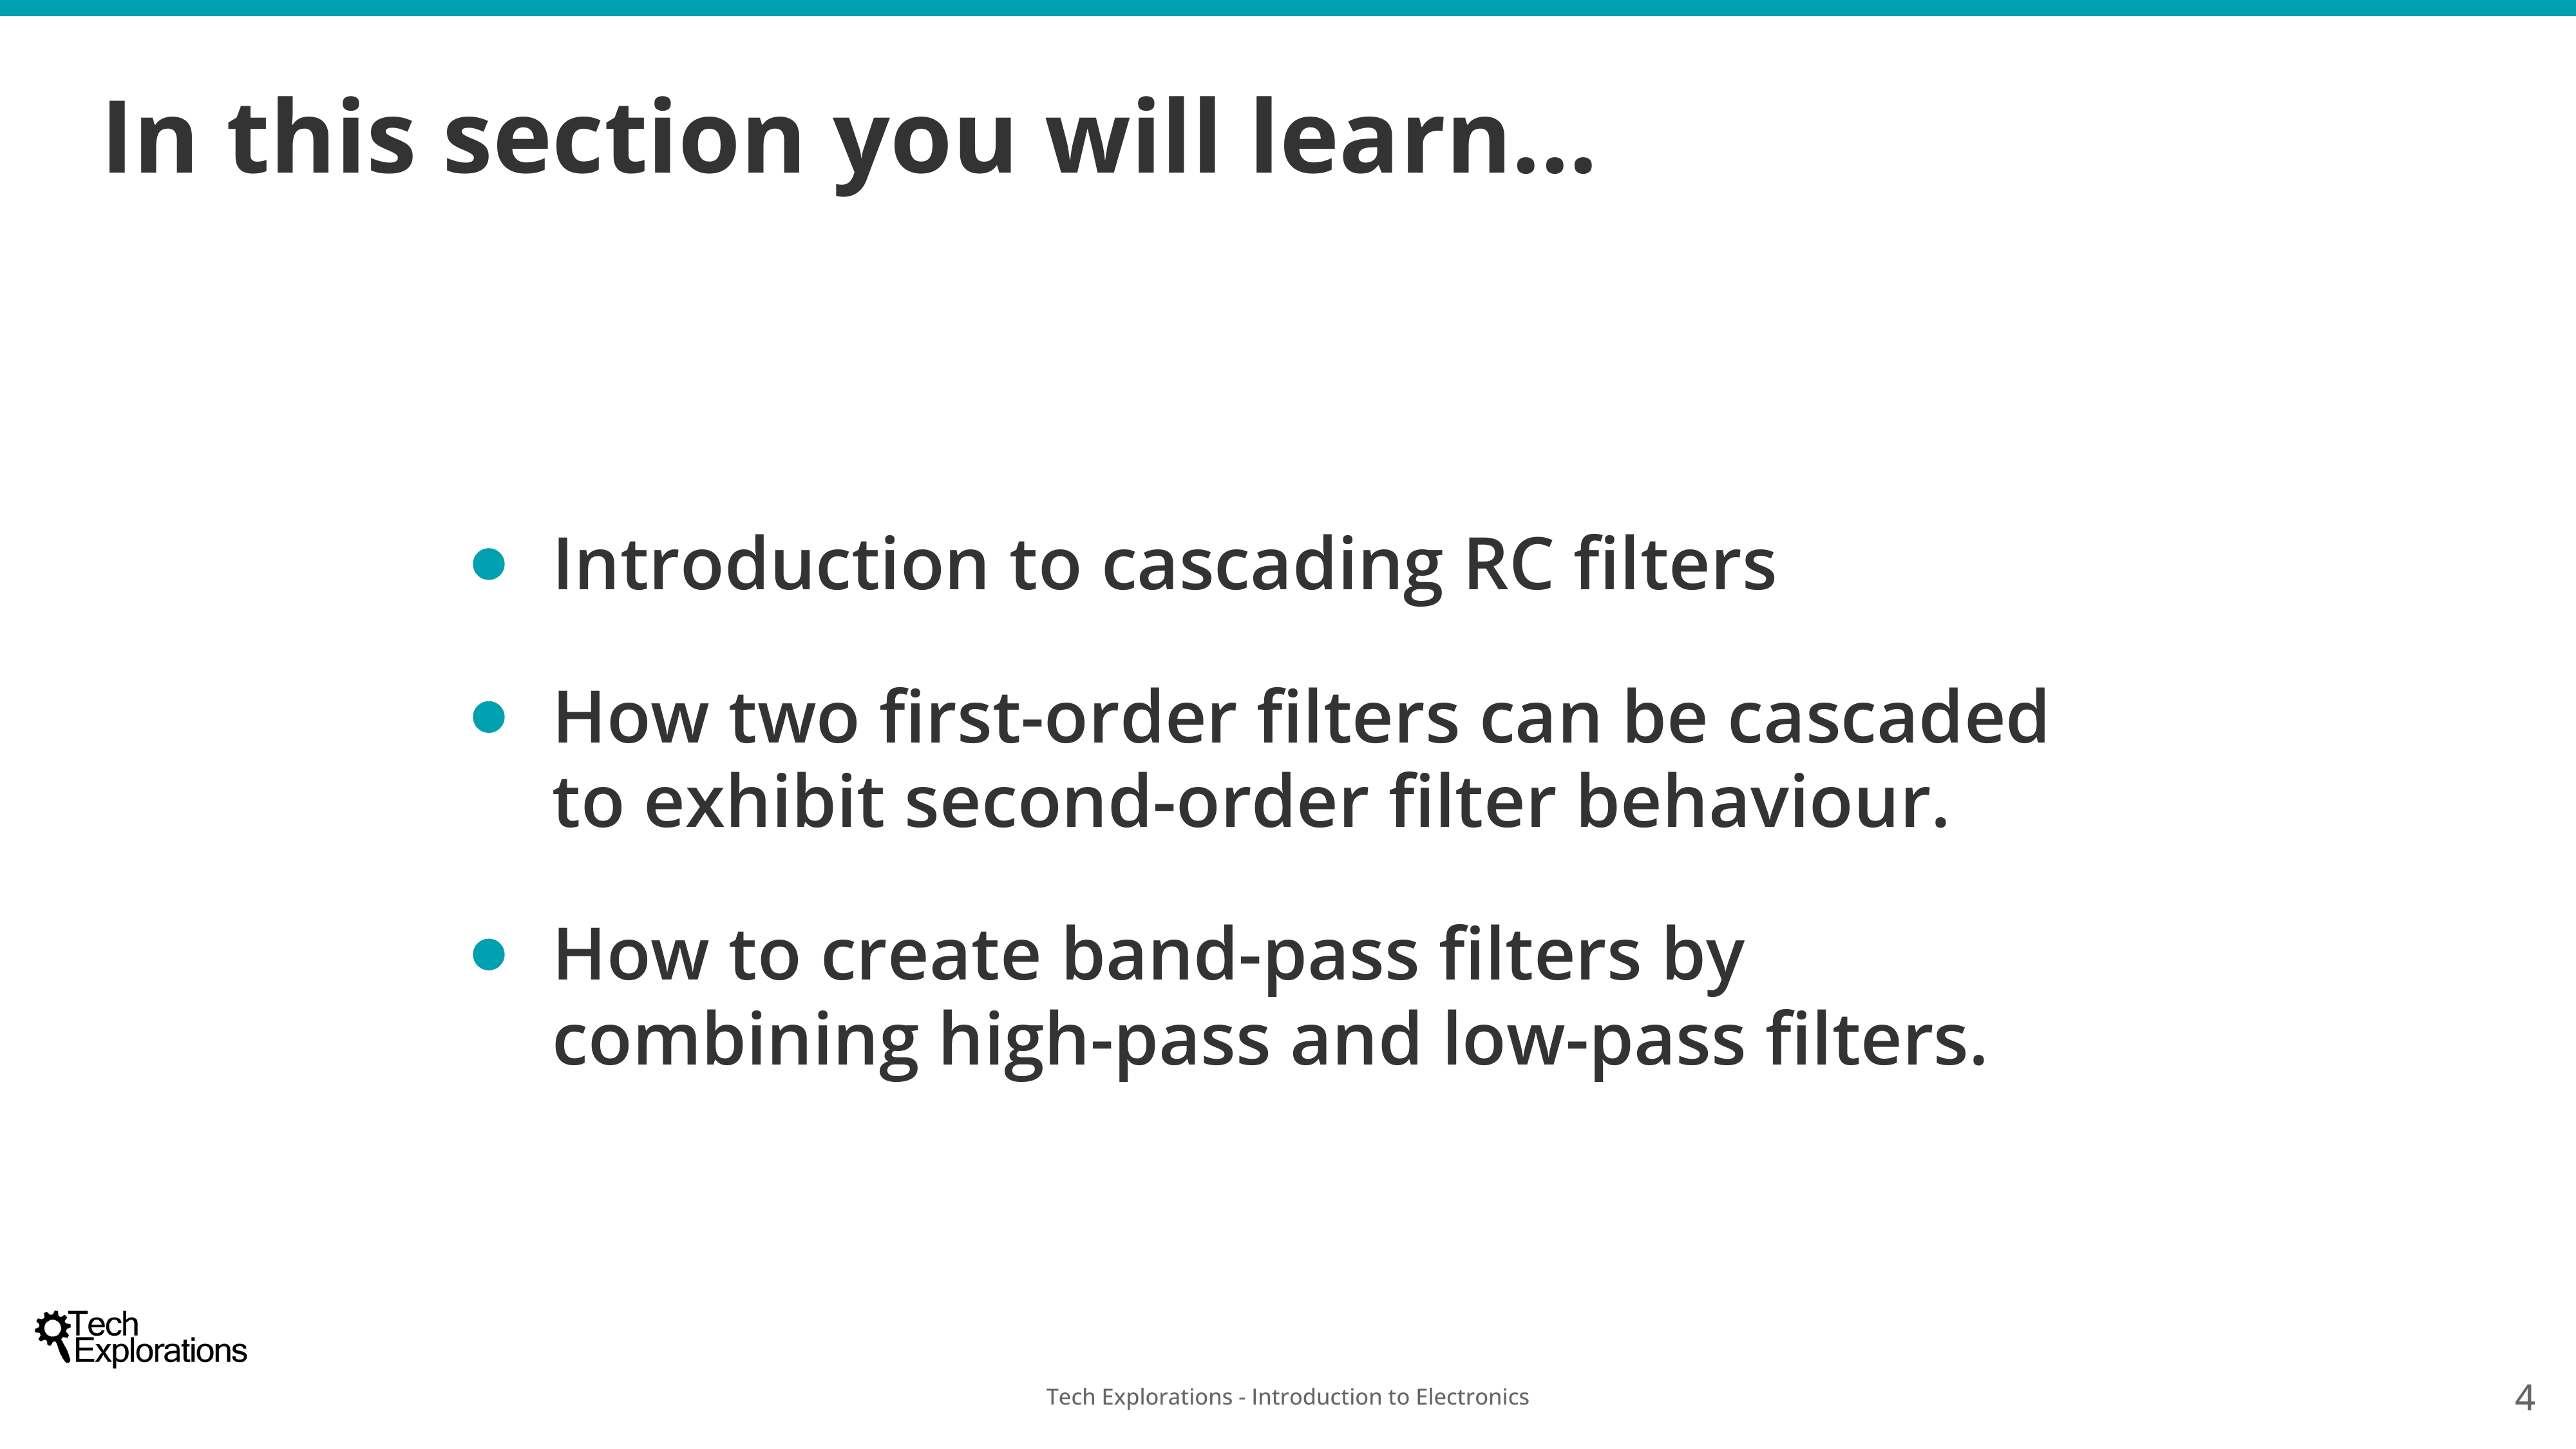 In this section you will learn...
● Introduction to cascading RC filters
● How two first-order filters can be cascaded
to exhibit second-order filter behaviour.
● How to create band-pass filters by
combining high-pass and low-pass filters.
Tech
Explorations
Tech Explorations - Introduction to Electronics
4